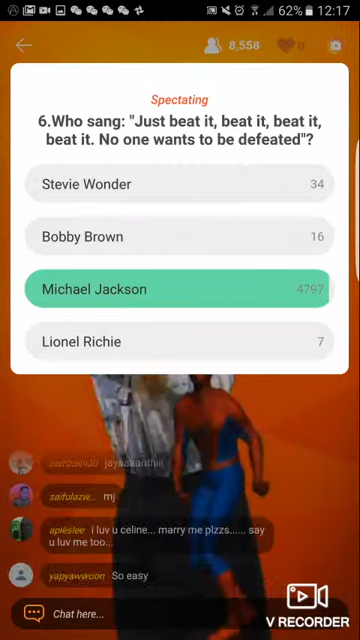 62% 12:17
8,558
0
Spectating
6.Who sang: "Just beat it, beat it, beat it,
beat it. No one wants to be defeated"?
Stevie Wonder 34
Bobby Brown 16
Michael Jackson 4797
Lionel Richie 7
jayaaaanthiii
saifulazw... mj
apieslee i luv u celine... marry me plzzs...... say
u luv me too...
yapyawwoon So easy
Chat here...
V RECORDER